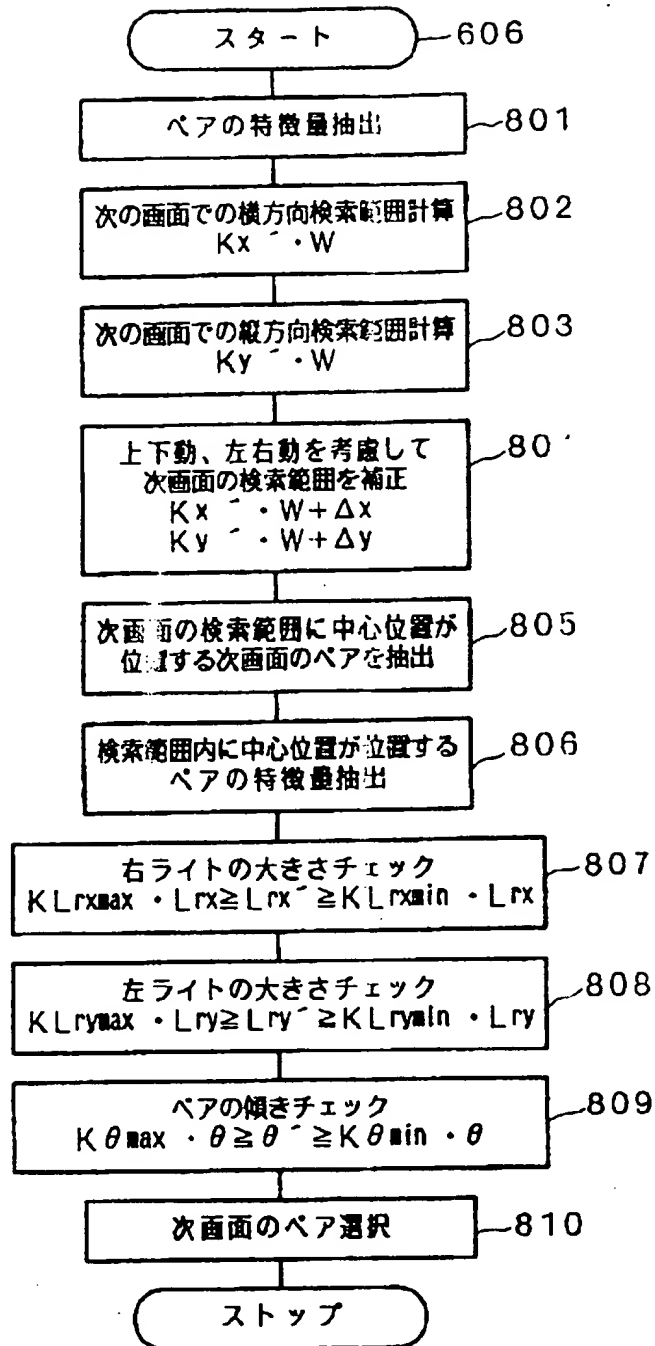 スタート
606
ペアの特徴量抽出
801
次の画面での横方向検索範囲計算
Kx´・W
802
次の画面での縦方向検索範囲計算
Ky´・W
803
上下動、左右動を考慮して
次画面の検索範囲を補正
Kx´・W+Δx
Ky´・W+Δy
80
次画面の検索範囲に中心位置が
位置する次画面のペアを抽出
805
検索範囲内に中心位置が位置する
ペアの特徴量抽出
806
右ライトの大きさチェック
KLrxmax・Lrx≧Lrx´≧KLrxmin・Lrx
807
左ライトの大きさチェック
KLrymax・Lry≧Lry´≧KLrymin・Lry
808
ペアの傾きチェック
Kθmax・θ≧θ´≧Kθmin・θ
809
次画面のペア選択
810
ストップ